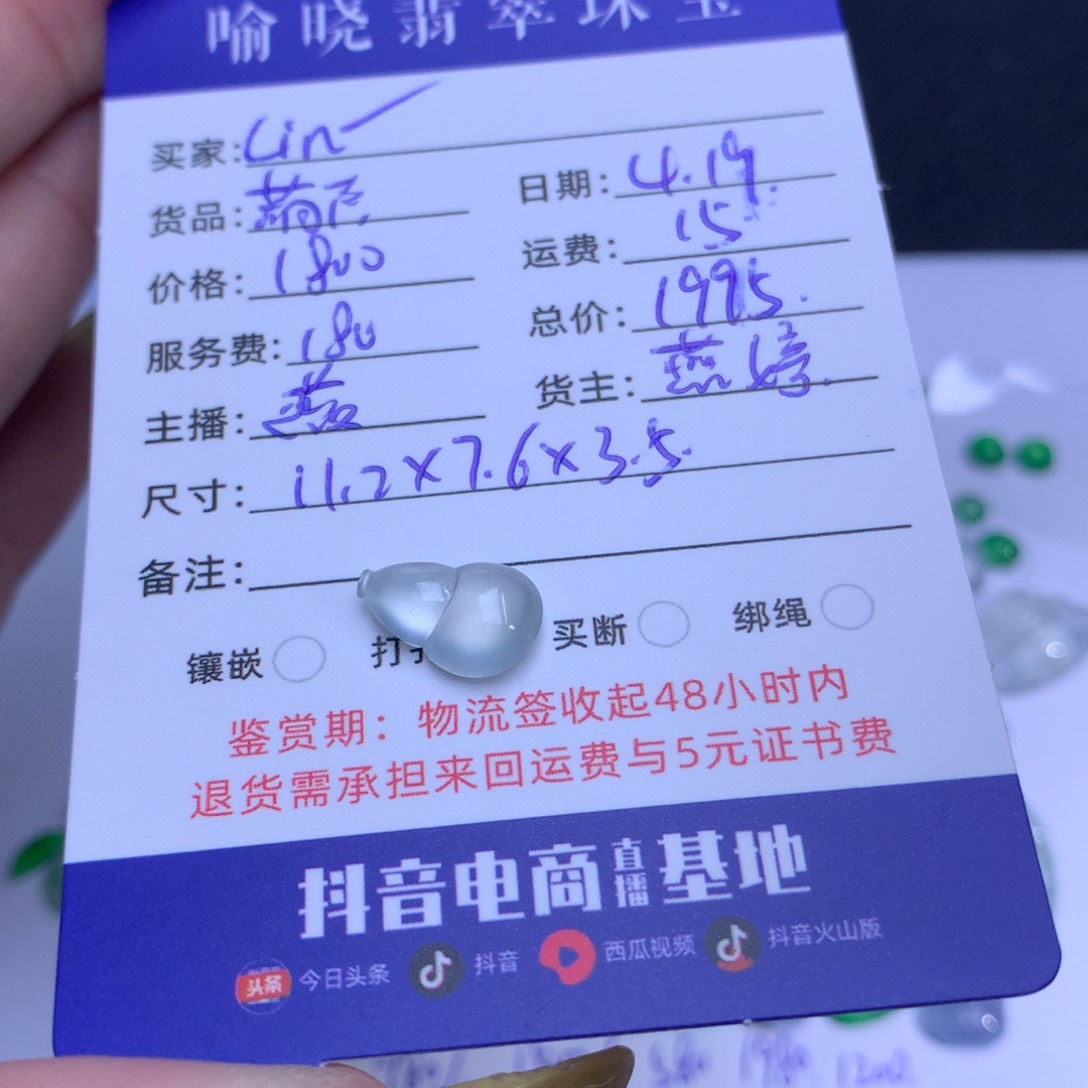 喻晓翡翠珠宝
买家:Lin
货品:葫芦 日期:4.19
价格:1800 运费:15
服务费:180 总价:1995
主播:燕 货主:燕婷
尺寸:11.2×7.6×3.5
备注:
镶嵌 打 买断 绑绳
鉴赏期:物流签收起48小时内
退货需承担来回运费与5元证书费
抖音电商直播基地
头条 今日头条 抖音 西瓜视频 抖音火山版